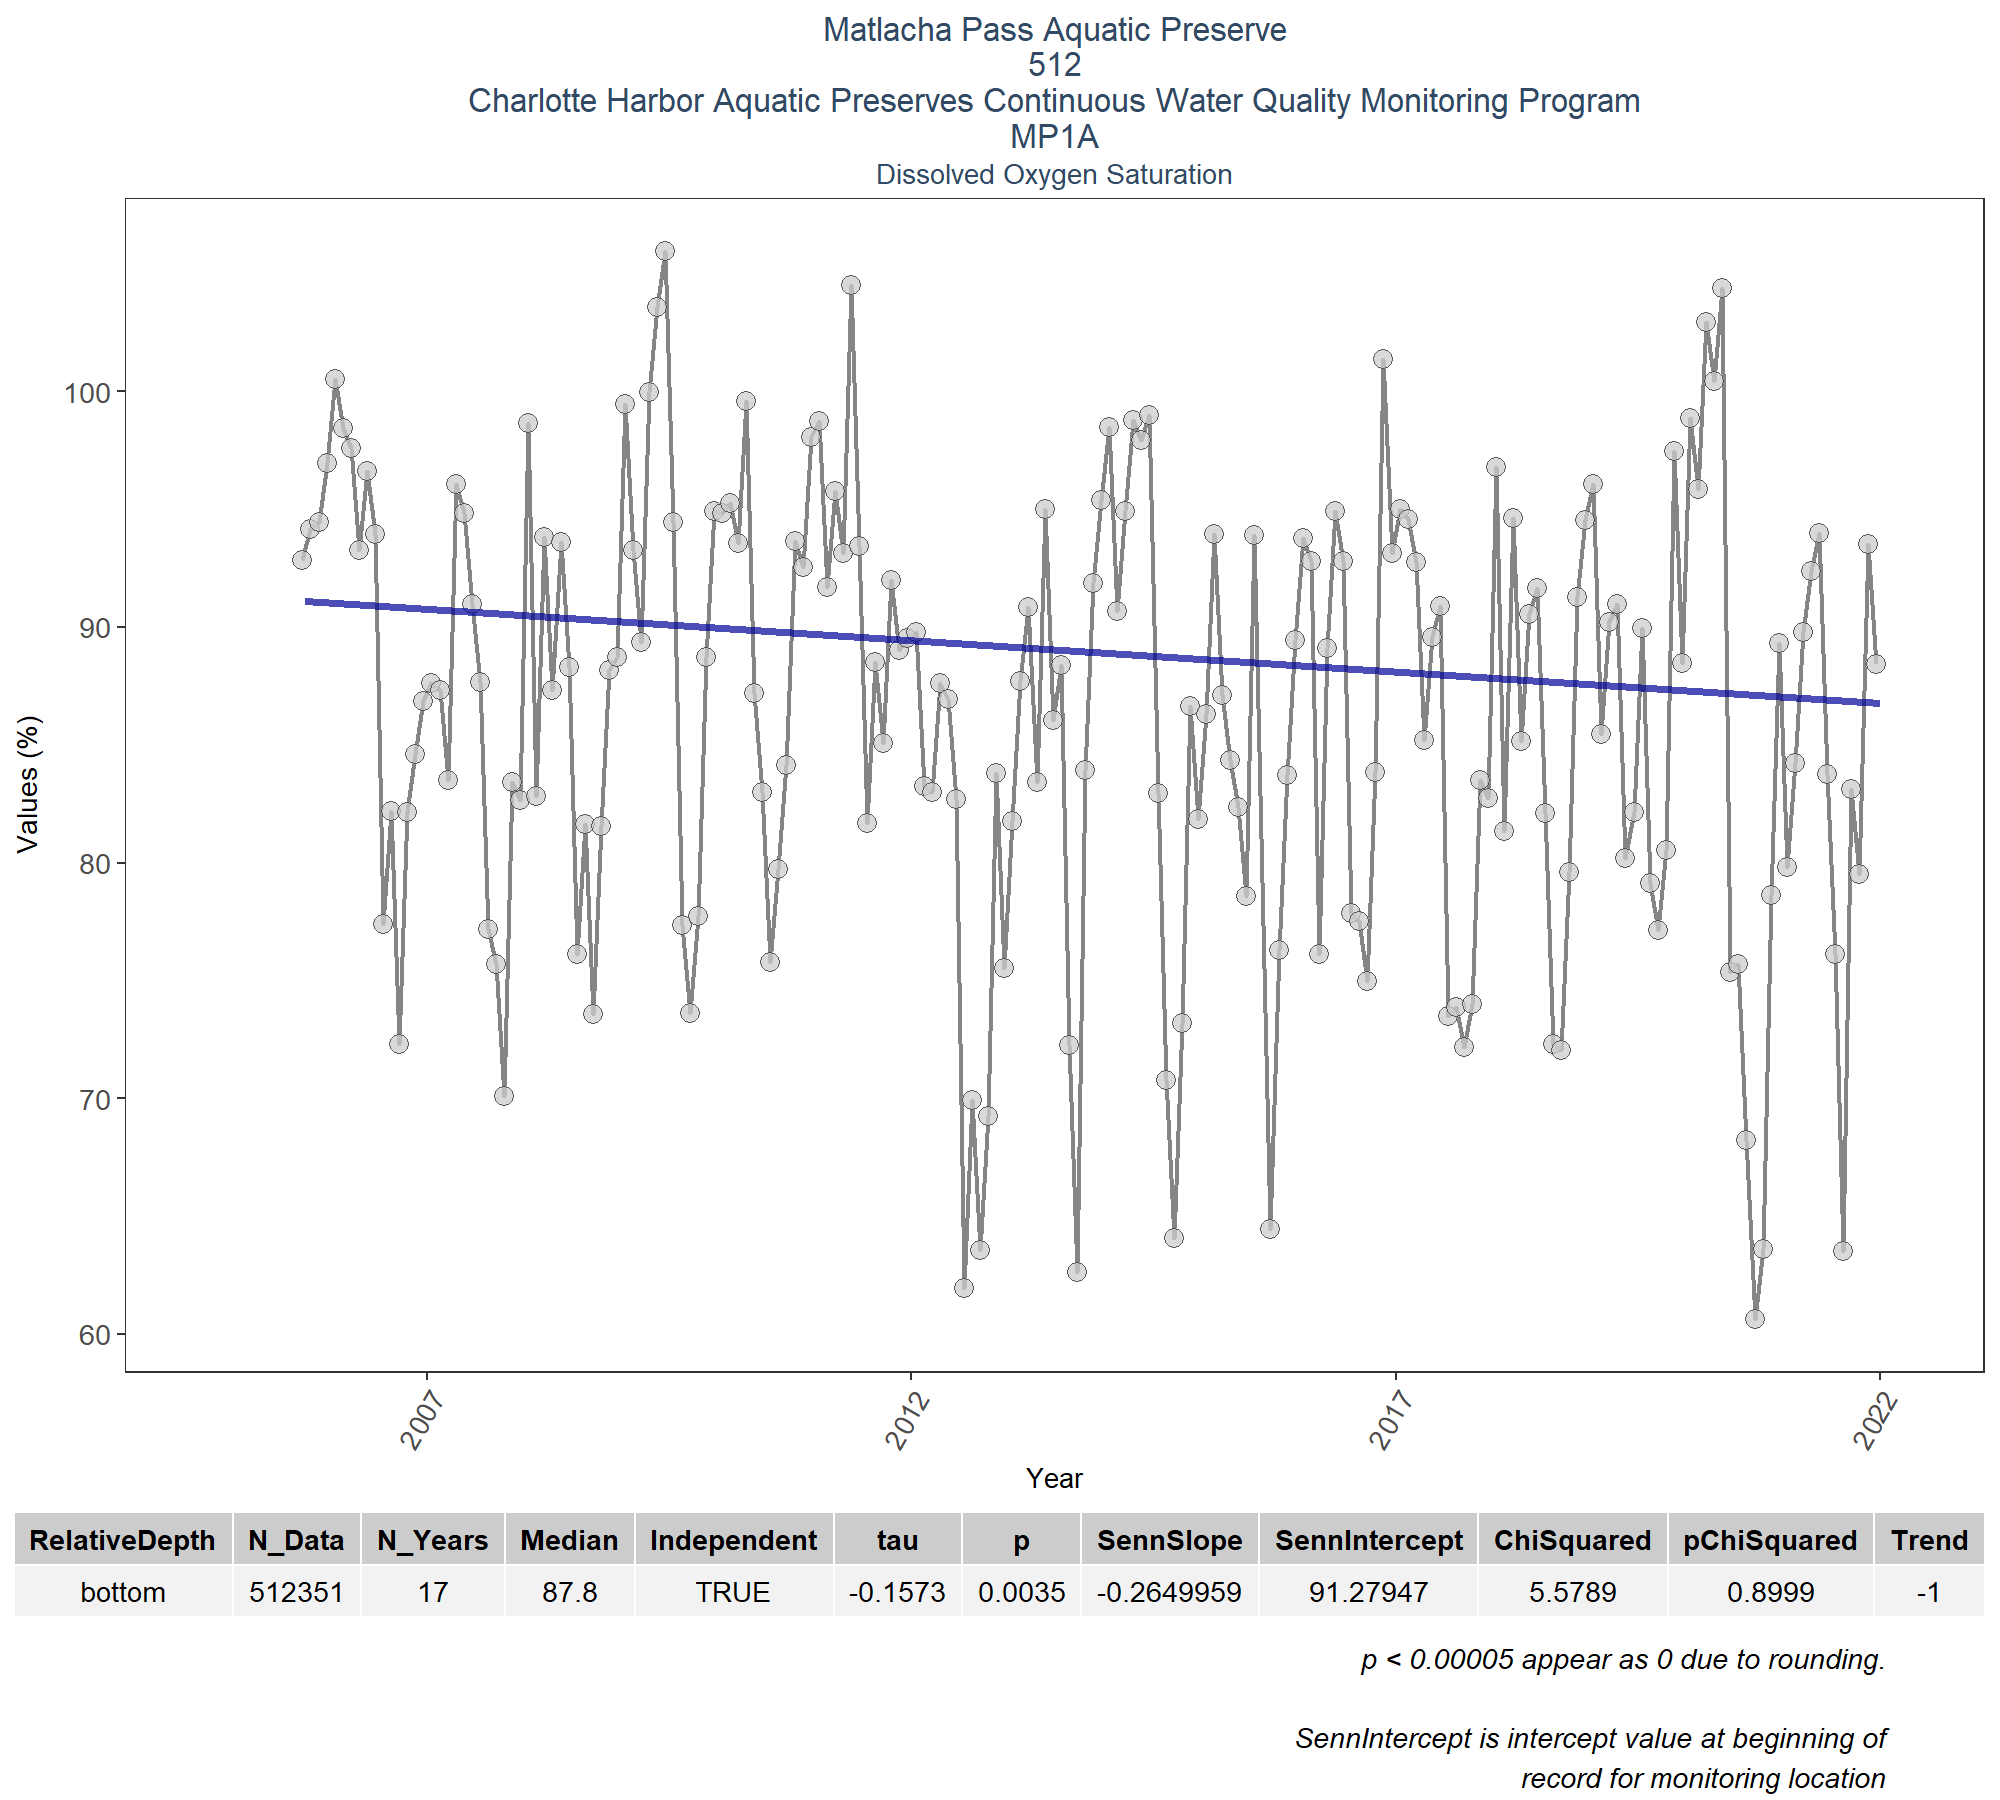 Matlacha Pass Aquatic Preserve
512
Charlotte Harbor Aquatic Preserves Continuous Water Quality Monitoring Program
MP1A
Dissolved Oxygen Saturation
100
90
80
70
60
Values (%)
2007 2012 2017 2022
Year
RelativeDepth N_Data N_Years Median Independent tau p SennSlope SennIntercept ChiSquared pChiSquared Trend
bottom 512351 17 87.8 TRUE -0.1573 0.0035 -0.2649959 91.27947 5.5789 0.8999 -1
p < 0.00005 appear as 0 due to rounding.
SennIntercept is intercept value at beginning of
record for monitoring location